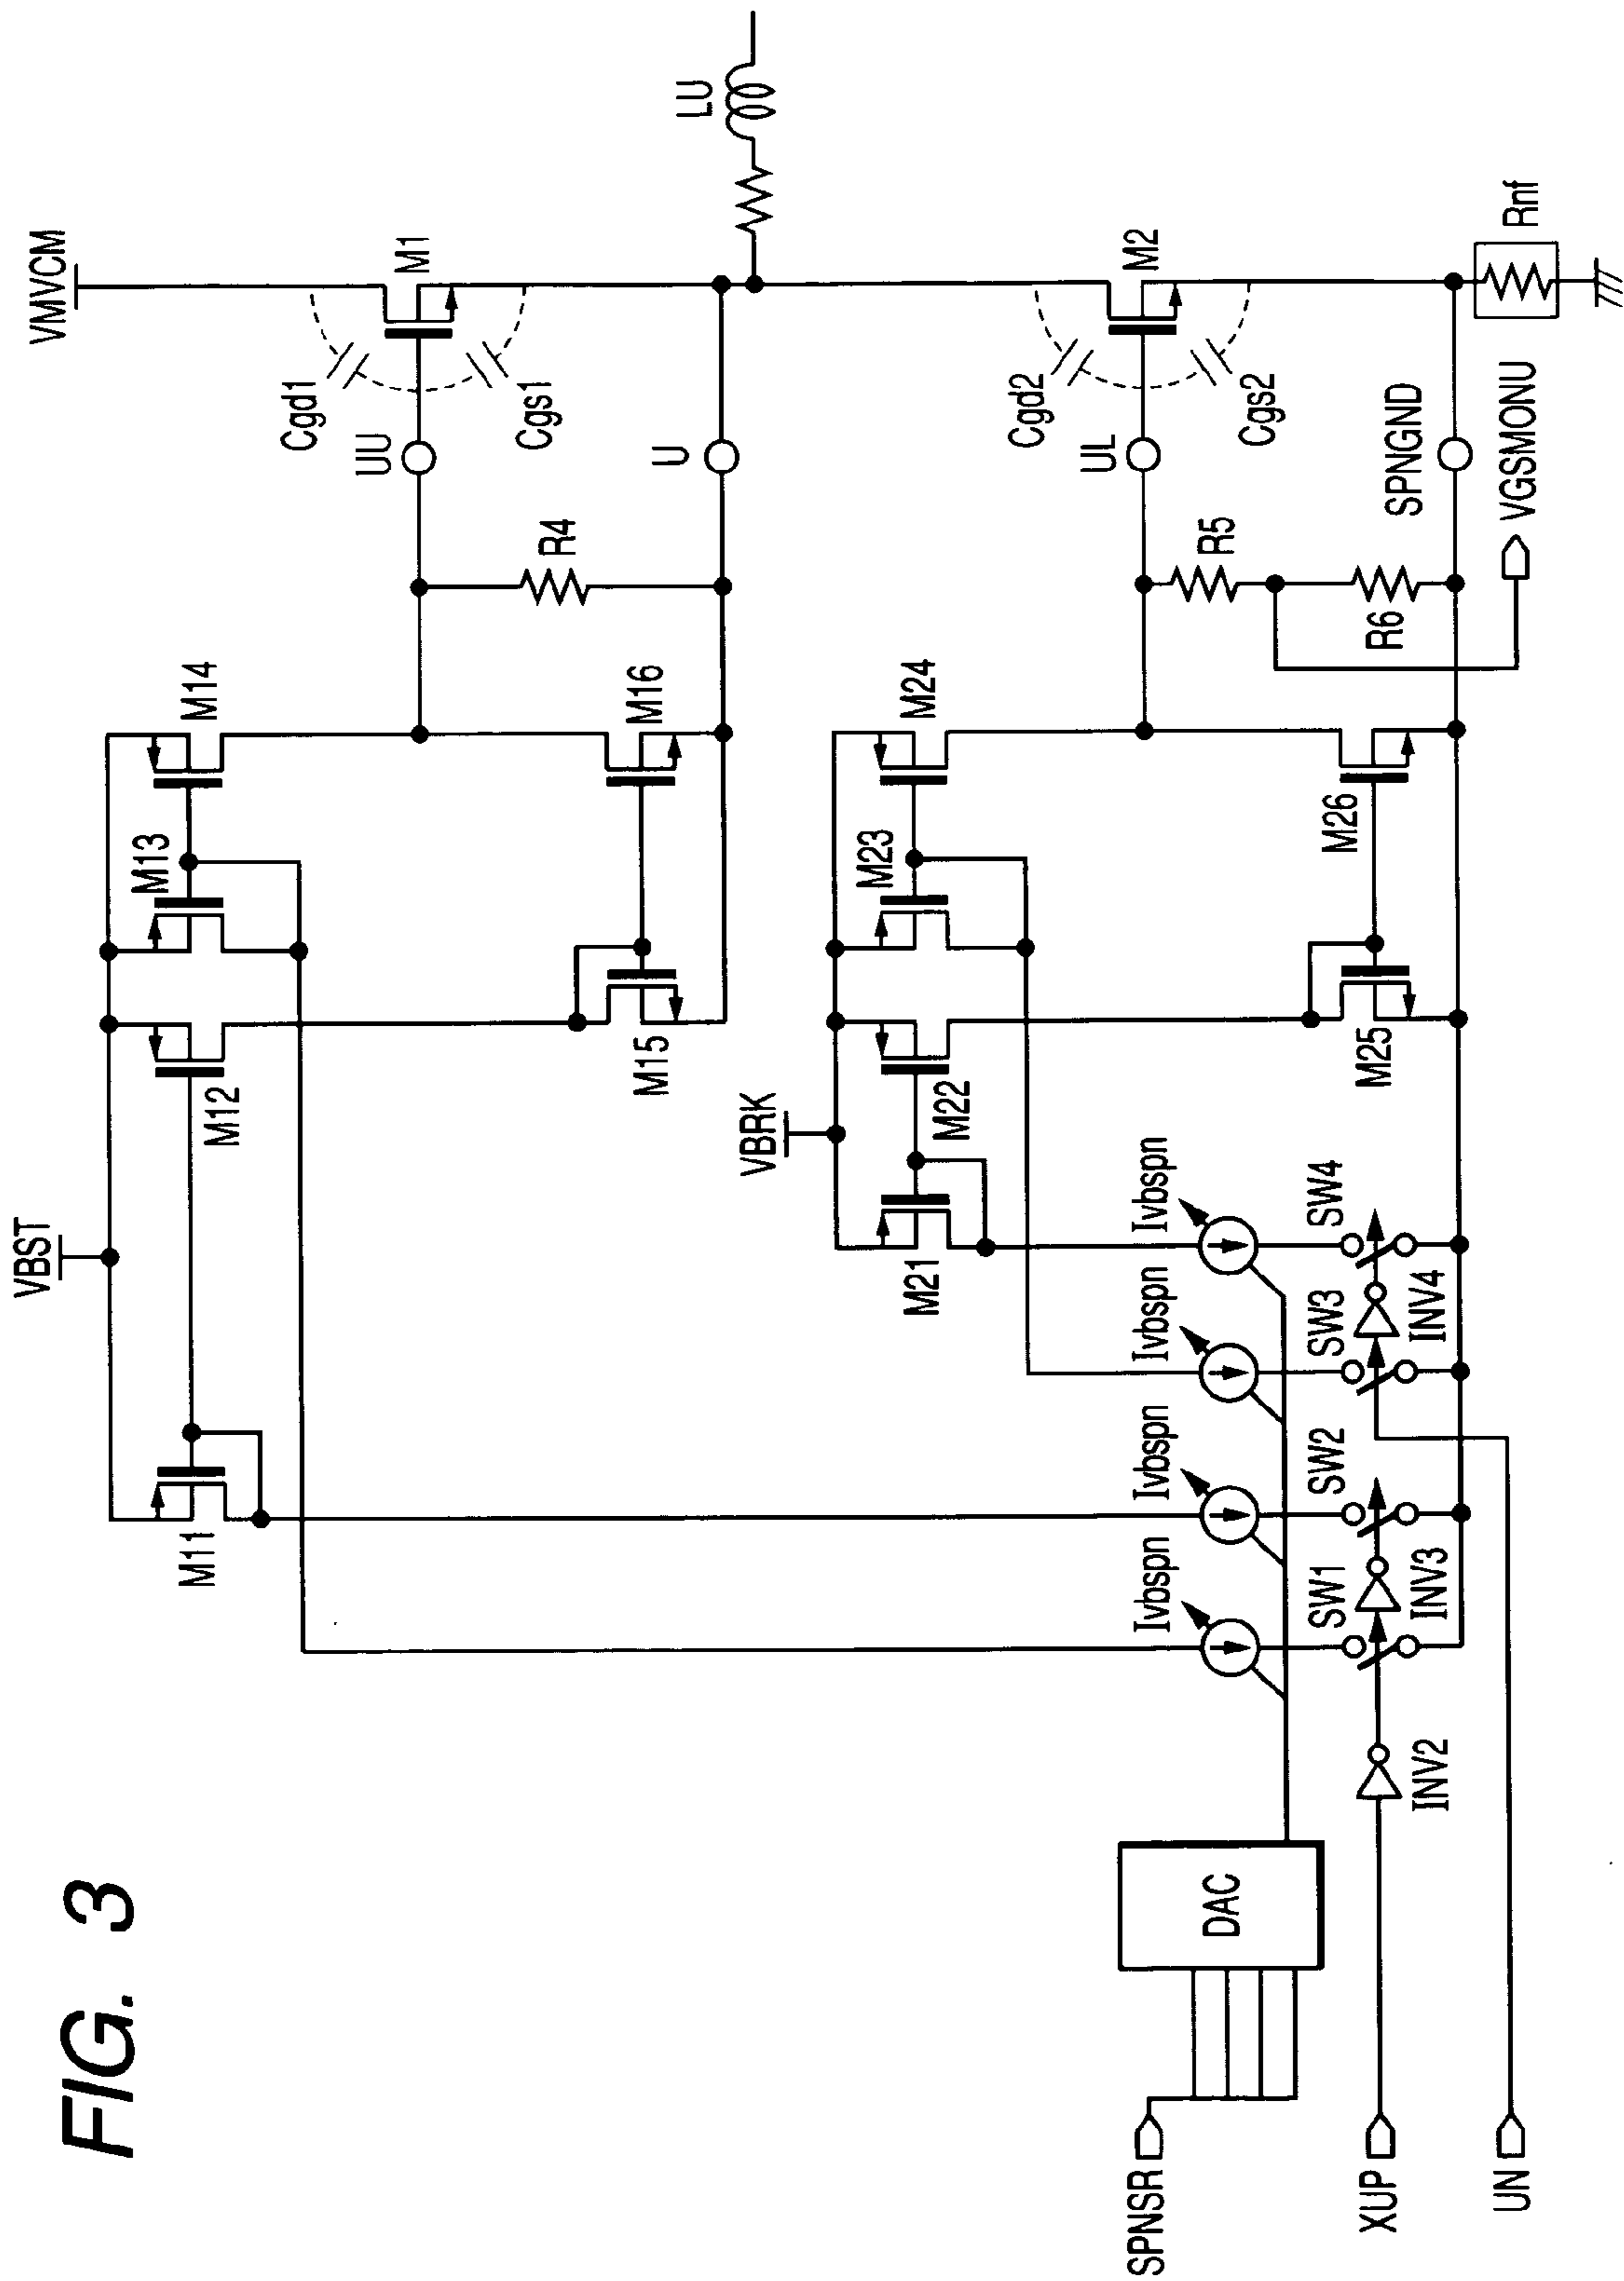 FIG. 3
VMVCM
VBST
M11
M12
M13
M14
M15
M16
R4
UU
U
Cgd1
Cgs1
M1
LU
VBRK
M21
M22
M23
M24
M25
M26
R5
R6
UL
SPNGND
VGSMONU
Cgd2
Cgs2
M2
Rnf
Ivbspn
Ivbspn
Ivbspn
Ivbspn
SW1
SW2
SW3
SW4
INV2
INV3
INV4
DAC
SPNSR
XUP
UN